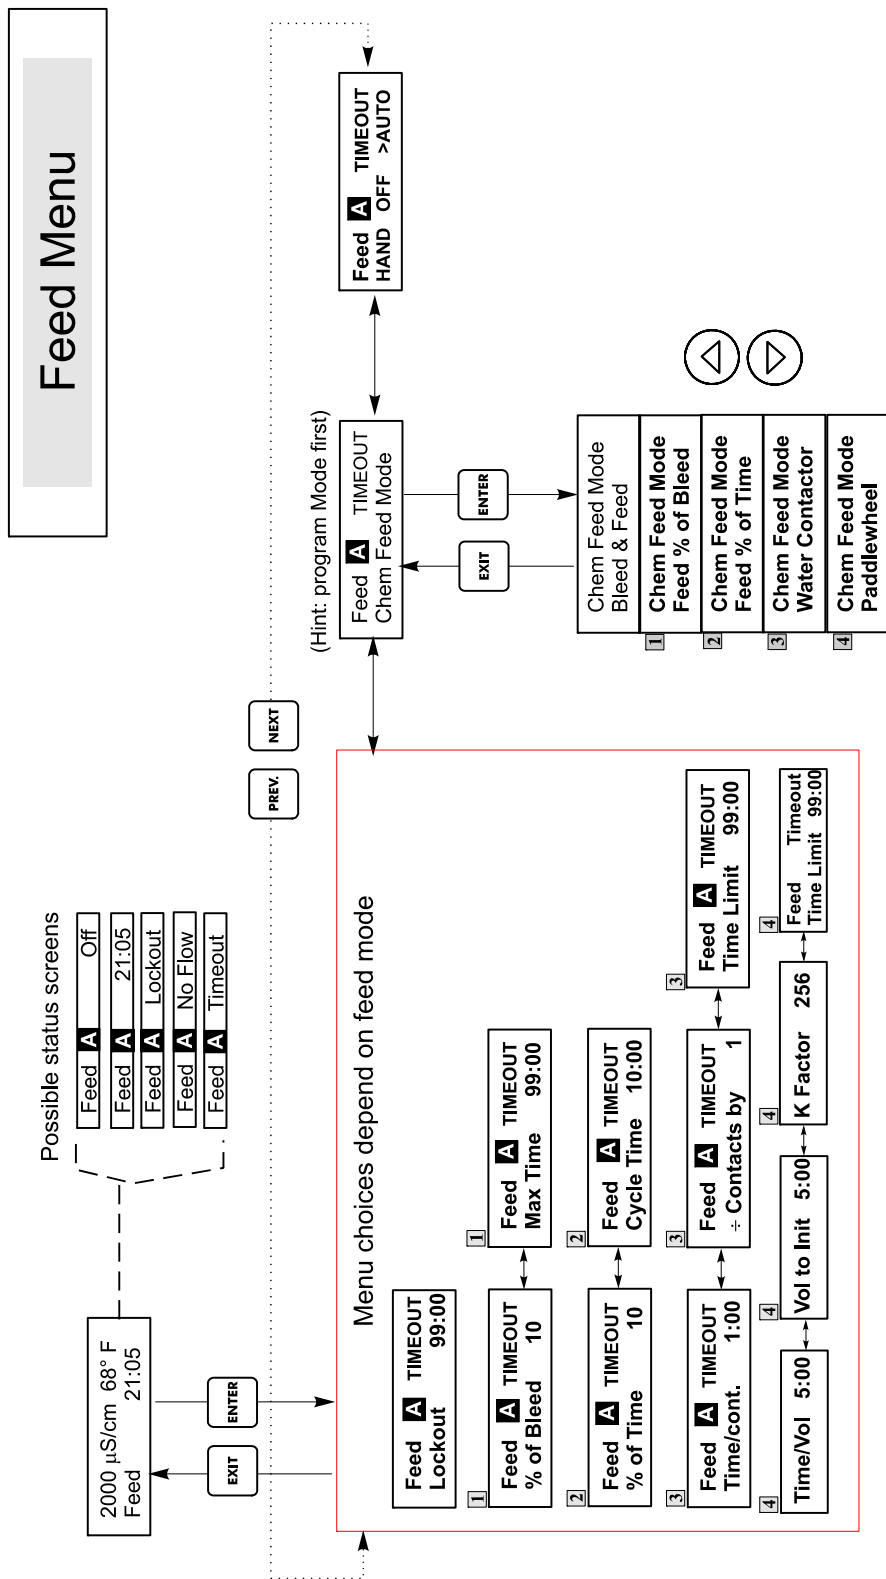 Feed Menu
2000 µS/cm 68° F
Feed 21:05
Possible status screens
Feed A Off
Feed A 21:05
Feed A Lockout
Feed A No Flow
Feed A Timeout
EXIT
ENTER
PREV.
NEXT
Menu choices depend on feed mode
Feed A TIMEOUT
Lockout 99:00
1
Feed A TIMEOUT
% of Bleed 10
1
Feed A TIMEOUT
Max Time 99:00
2
Feed A TIMEOUT
% of Time 10
2
Feed A TIMEOUT
Cycle Time 10:00
3
Feed A TIMEOUT
Time/cont. 1:00
3
Feed A TIMEOUT
÷ Contacts by 1
3
Feed A TIMEOUT
Time Limit 99:00
4
Time/Vol 5:00
4
Vol to Init 5:00
4
K Factor 256
4
Feed Timeout
Time Limit 99:00
(Hint: program Mode first)
Feed A TIMEOUT
Chem Feed Mode
Feed A TIMEOUT
HAND OFF >AUTO
EXIT
ENTER
Chem Feed Mode
Bleed & Feed
1
Chem Feed Mode
Feed % of Bleed
2
Chem Feed Mode
Feed % of Time
3
Chem Feed Mode
Water Contactor
4
Chem Feed Mode
Paddlewheel